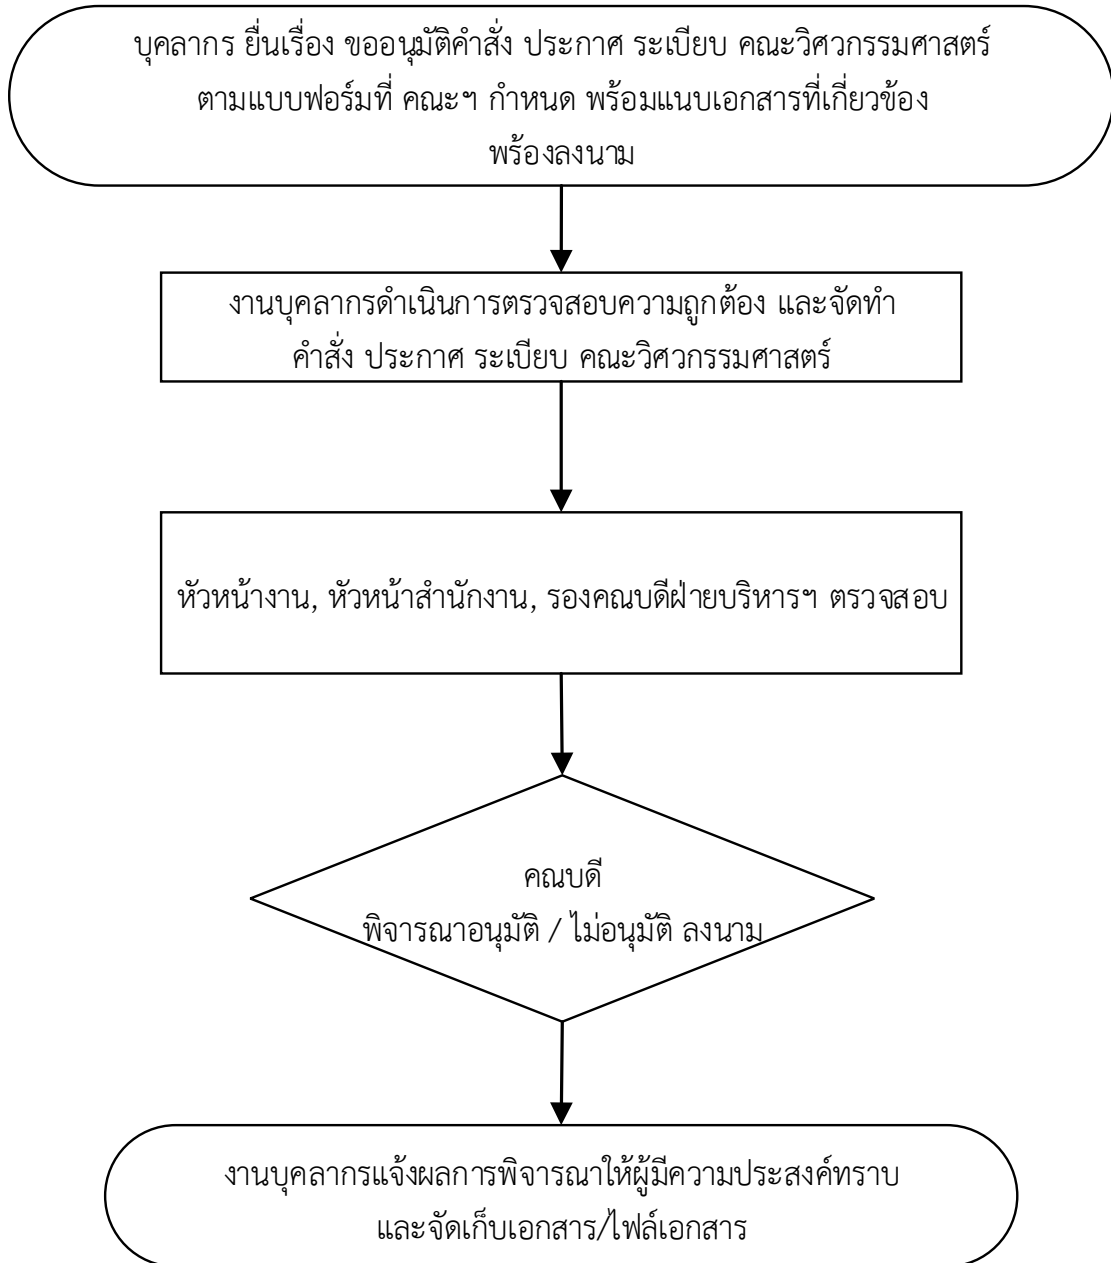 บุคลากร ยื่นเรื่อง ขออนุมัติคำสั่ง ประกาศ ระเบียบ คณะวิศวกรรมศาสตร์
ตามแบบฟอร์มที่ คณะฯ กำหนด พร้อมแนบเอกสารที่เกี่ยวข้อง
พร้องลงนาม
งานบุคลากรดำเนินการตรวจสอบความถูกต้อง และจัดทำ
คำสั่ง ประกาศ ระเบียบ คณะวิศวกรรมศาสตร์
หัวหน้างาน, หัวหน้าสำนักงาน, รองคณบดีฝ่ายบริหารฯ ตรวจสอบ
คณบดี
พิจารณาอนุมัติ / ไม่อนุมัติ ลงนาม
งานบุคลากรแจ้งผลการพิจารณาให้ผู้มีความประสงค์ทราบ
และจัดเก็บเอกสาร/ไฟล์เอกสาร